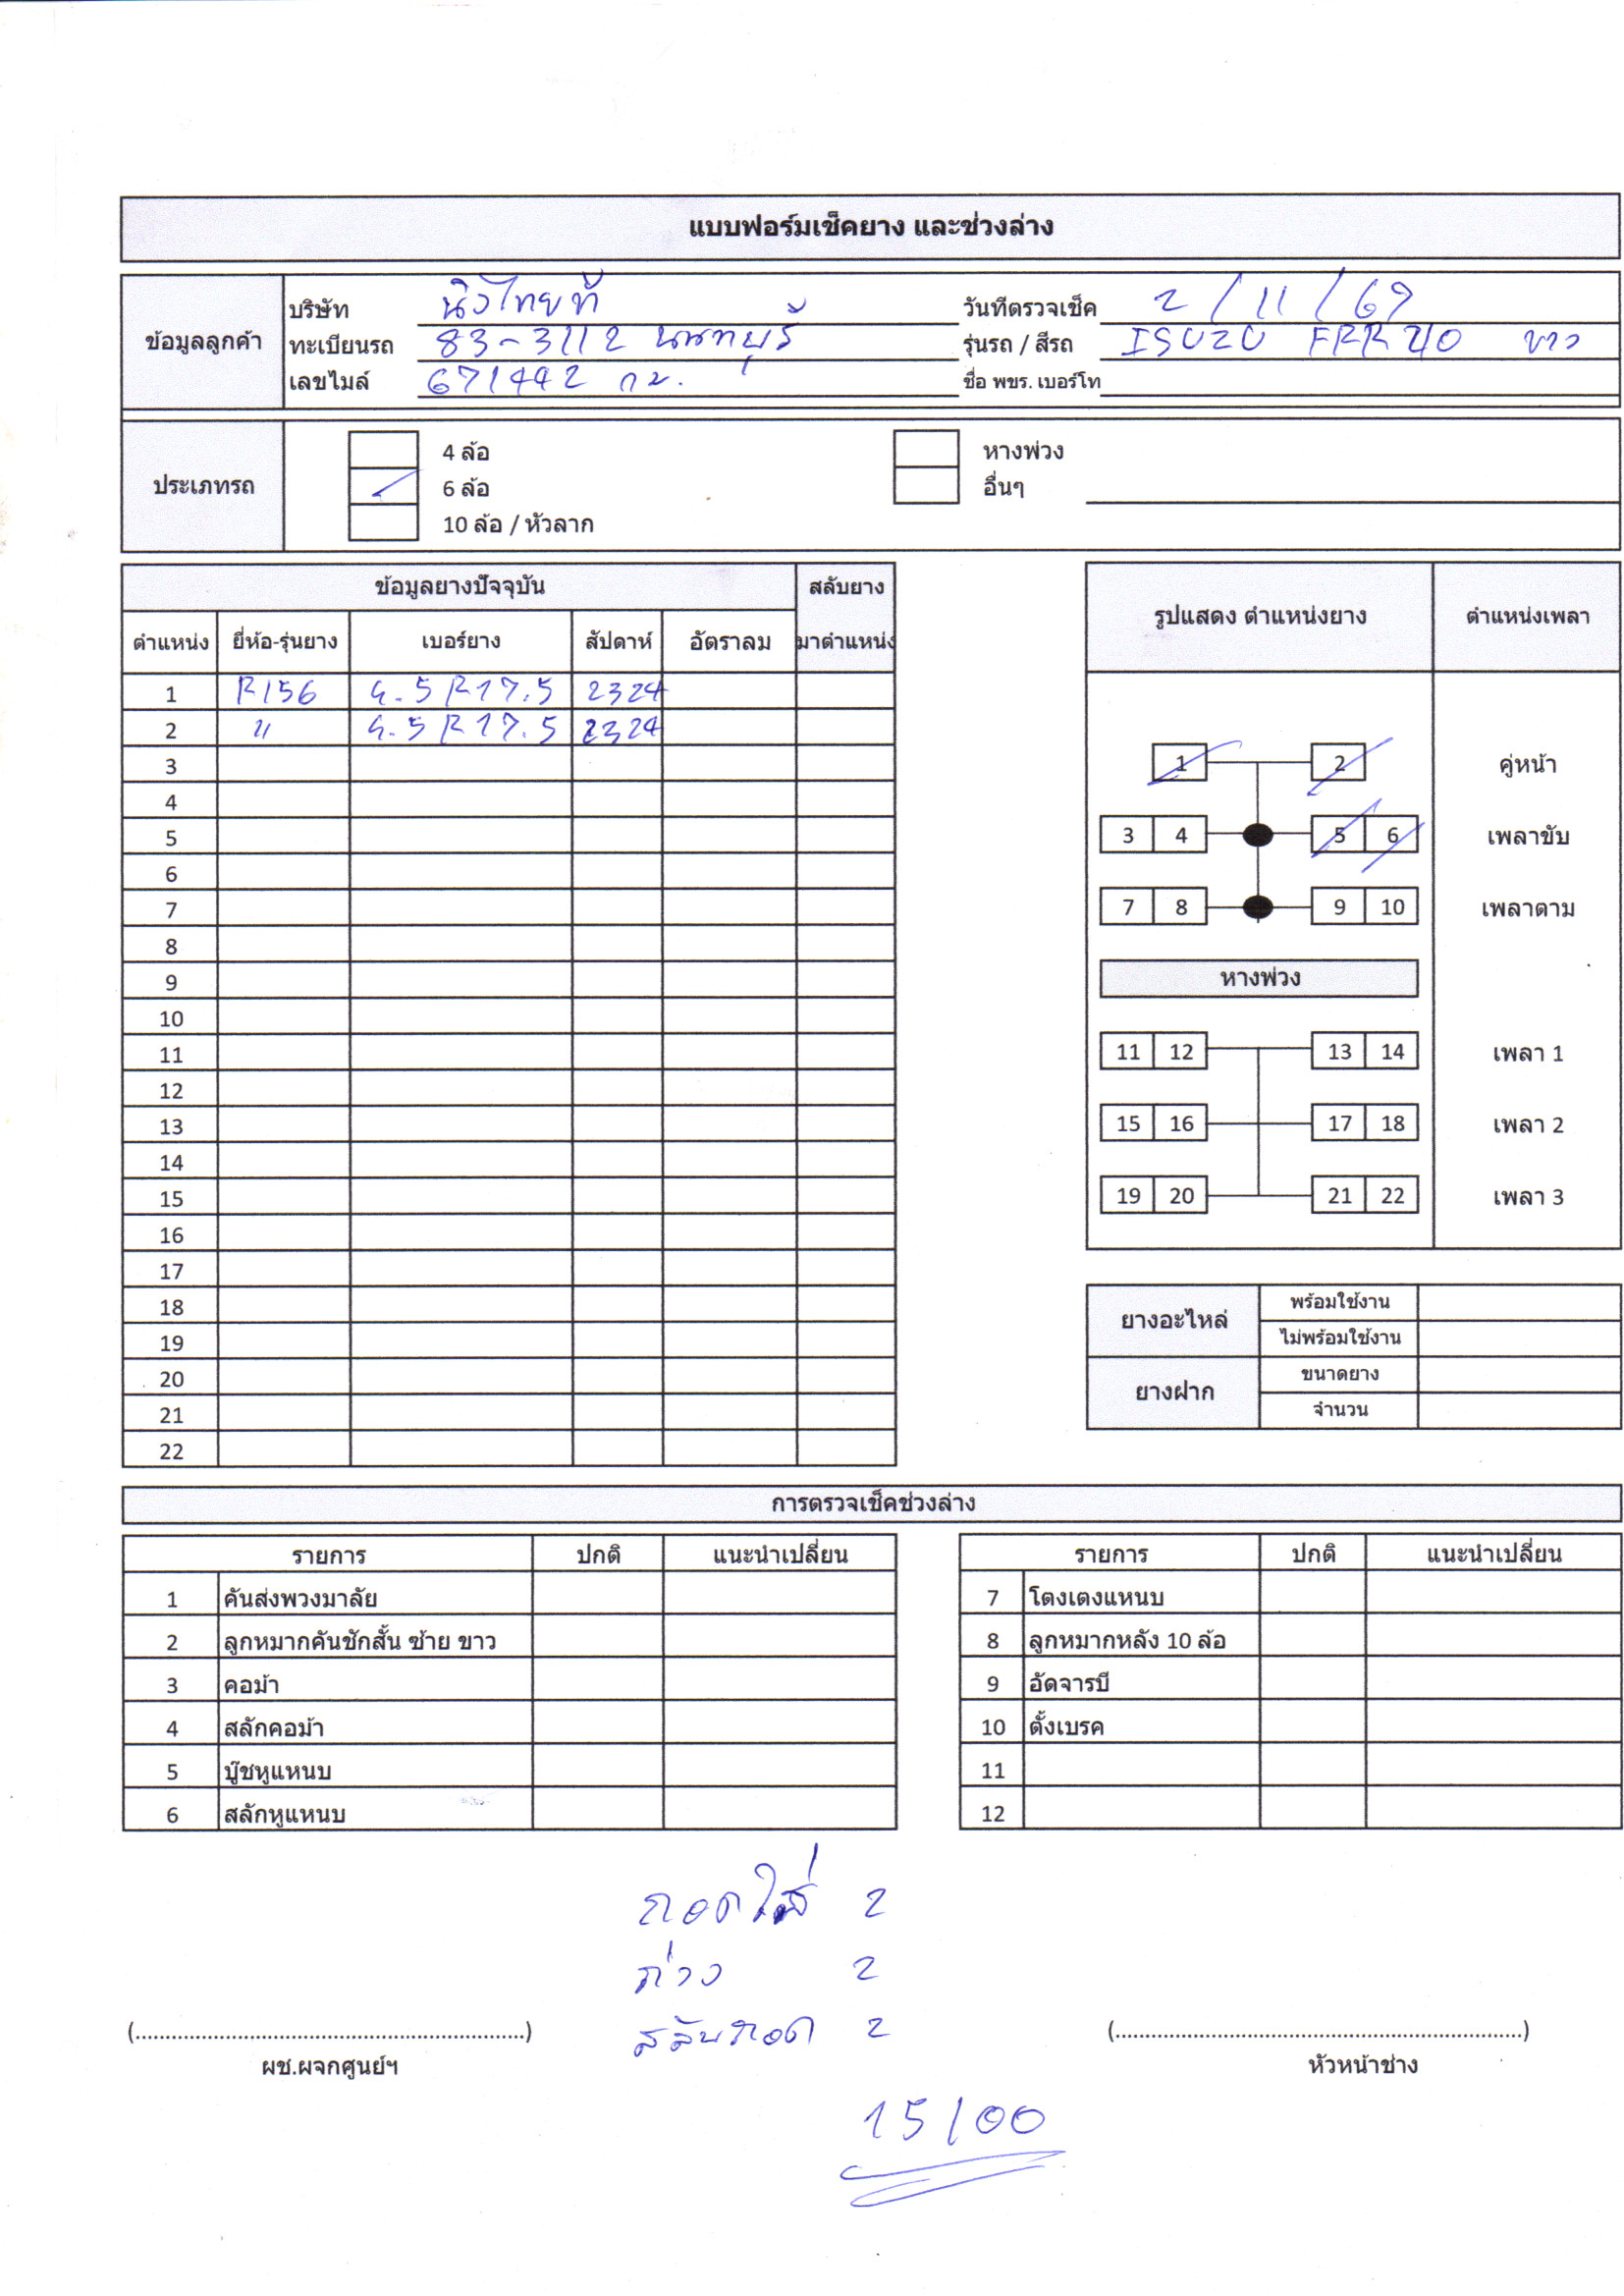 แบบฟอร์มเช็คยาง และช่วงล่าง
ข้อมูลลูกค้า
บริษัท นิวไทยที
วันที่ตรวจเช็ค 2 / 11 / 67
ทะเบียนรถ 83-3112 นนทบุรี
รุ่นรถ / สีรถ ISUZU FRR ขาว
เลขไมล์ 671442 กม.
ชื่อ พขร. เบอร์โท
ประเภทรถ
4 ล้อ
หางพ่วง
6 ล้อ
อื่นๆ
10 ล้อ / หัวลาก
ข้อมูลยางปัจจุบัน สลับยาง
ตำแหน่ง ยี่ห้อ-รุ่นยาง เบอร์ยาง สัปดาห์ อัตราลม มาตำแหน่ง
1 R156 9.5 R17.5 2324
2 " 9.5 R17.5 2324
3
4
5
6
7
8
9
10
11
12
13
14
15
16
17
18
19
20
21
22
รูปแสดง ตำแหน่งยาง ตำแหน่งเพลา
1 2 คู่หน้า
3 4 5 6 เพลาขับ
7 8 9 10 เพลาตาม
หางพ่วง
11 12 13 14 เพลา 1
15 16 17 18 เพลา 2
19 20 21 22 เพลา 3
ยางอะไหล่ พร้อมใช้งาน
ไม่พร้อมใช้งาน
ยางฝาก ขนาดยาง
จำนวน
การตรวจเช็คช่วงล่าง
รายการ ปกติ แนะนำเปลี่ยน
1 คันส่งพวงมาลัย
2 ลูกหมากคันชักสั้น ซ้าย ขาว
3 คอม้า
4 สลักคอม้า
5 บู๊ชหูแหนบ
6 สลักหูแหนบ
รายการ ปกติ แนะนำเปลี่ยน
7 โตงเตงแหนบ
8 ลูกหมากหลัง 10 ล้อ
9 อัดจารบี
10 ตั้งเบรค
11
12
ถอดใส่ 2
ถ่วง 2
สลับถอด 2
(................................................................)
ผช.ผจกศูนย์ฯ
(...................................................................)
หัวหน้าช่าง
15/00